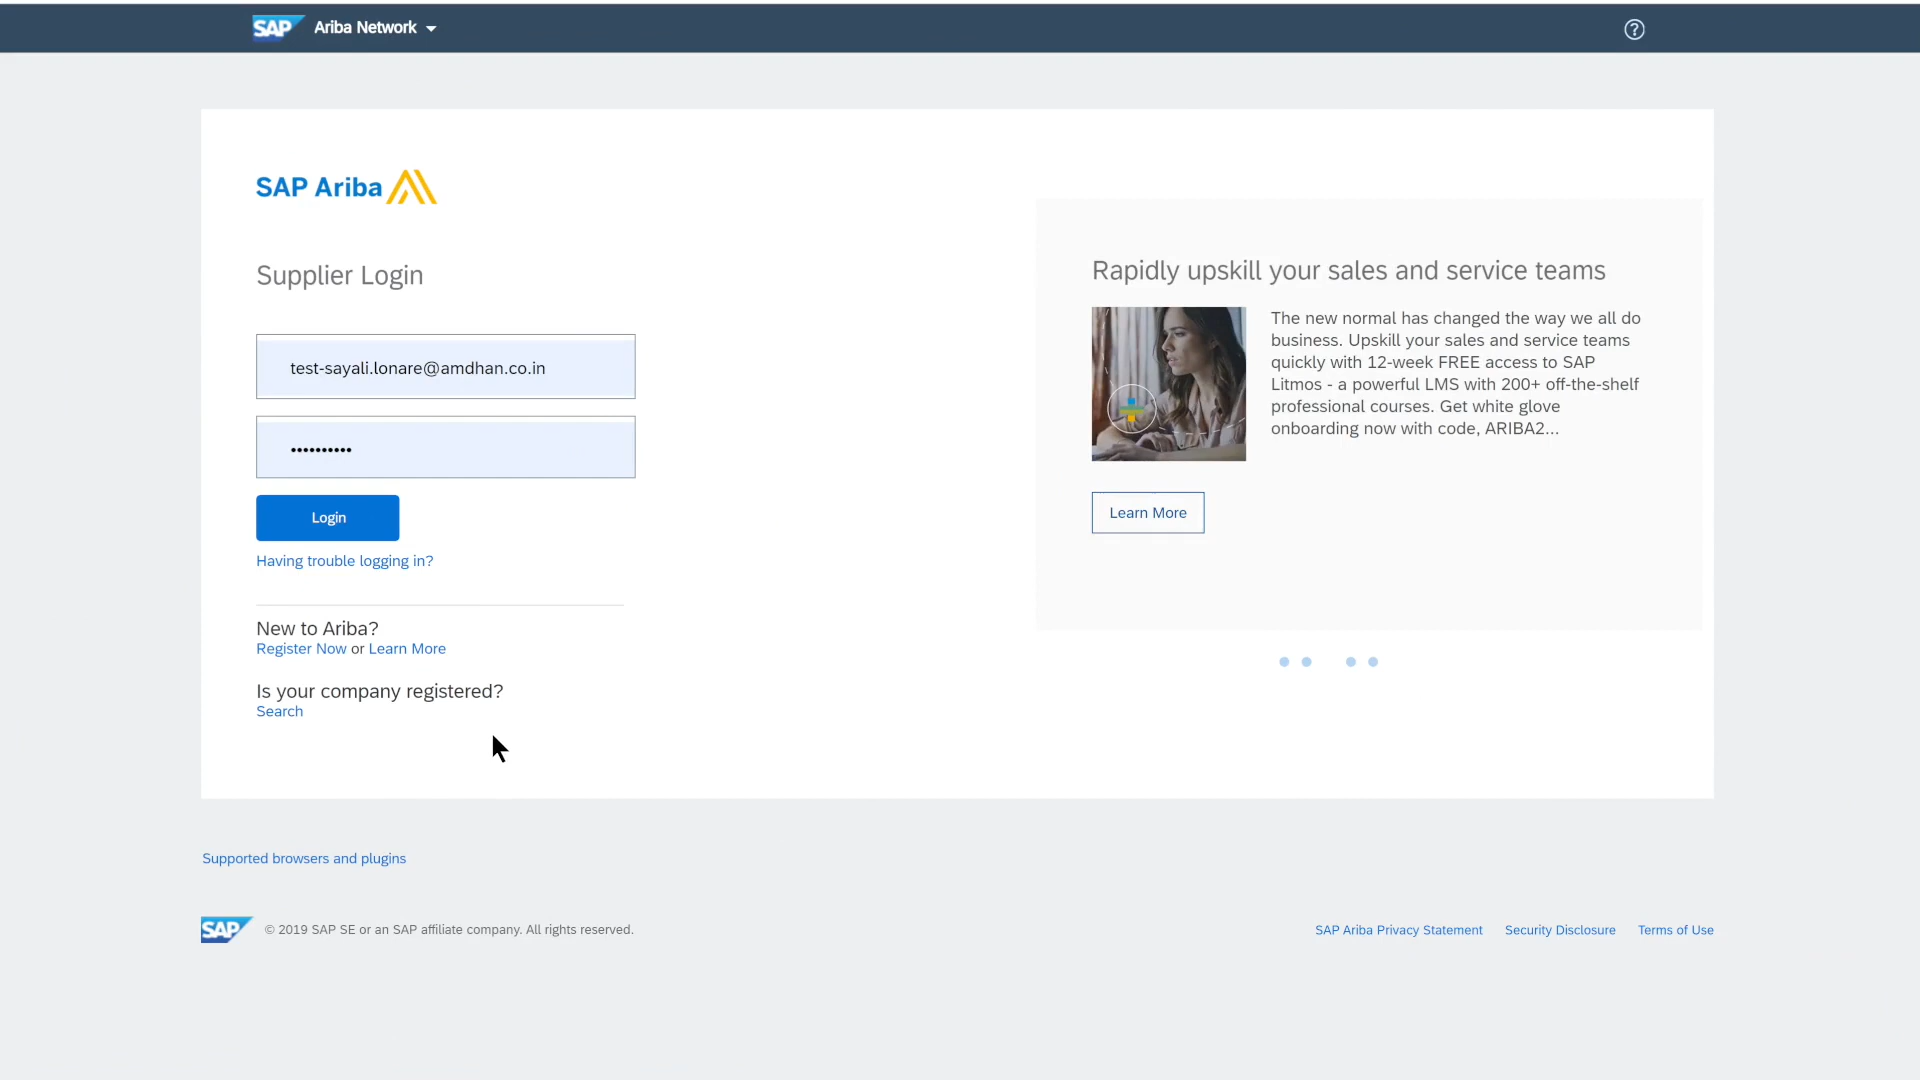 SAP Ariba Network
SAP Ariba
Supplier Login
test-sayali.lonare@amdhan.co.in
••••••••••
Login
Having trouble logging in?
New to Ariba?
Register Now or Learn More
Is your company registered?
Search
Rapidly upskill your sales and service teams
The new normal has changed the way we all do
business. Upskill your sales and service teams
quickly with 12-week FREE access to SAP
Litmos - a powerful LMS with 200+ off-the-shelf
professional courses. Get white glove
onboarding now with code, ARIBA2...
Learn More
Supported browsers and plugins
SAP © 2019 SAP SE or an SAP affiliate company. All rights reserved.
SAP Ariba Privacy Statement Security Disclosure Terms of Use